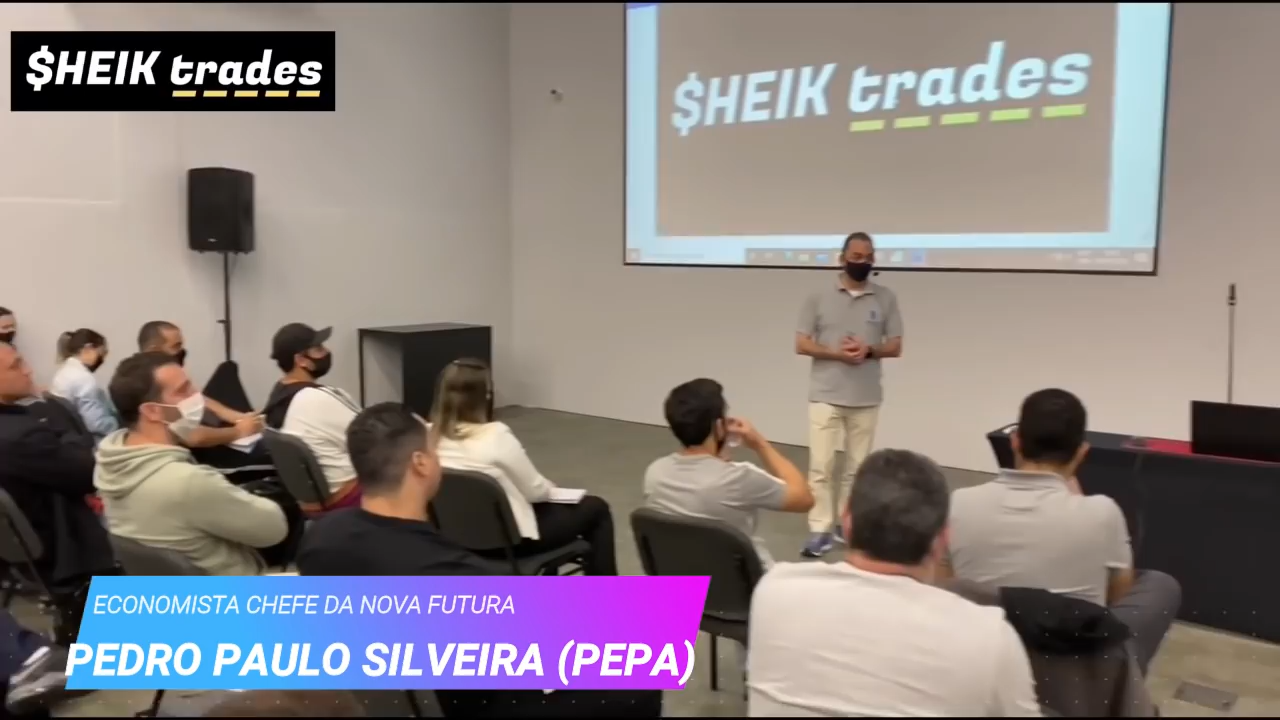 $HEIK trades
$HEIK trades
ECONOMISTA CHEFE DA NOVA FUTURA
PEDRO PAULO SILVEIRA (PEPA)